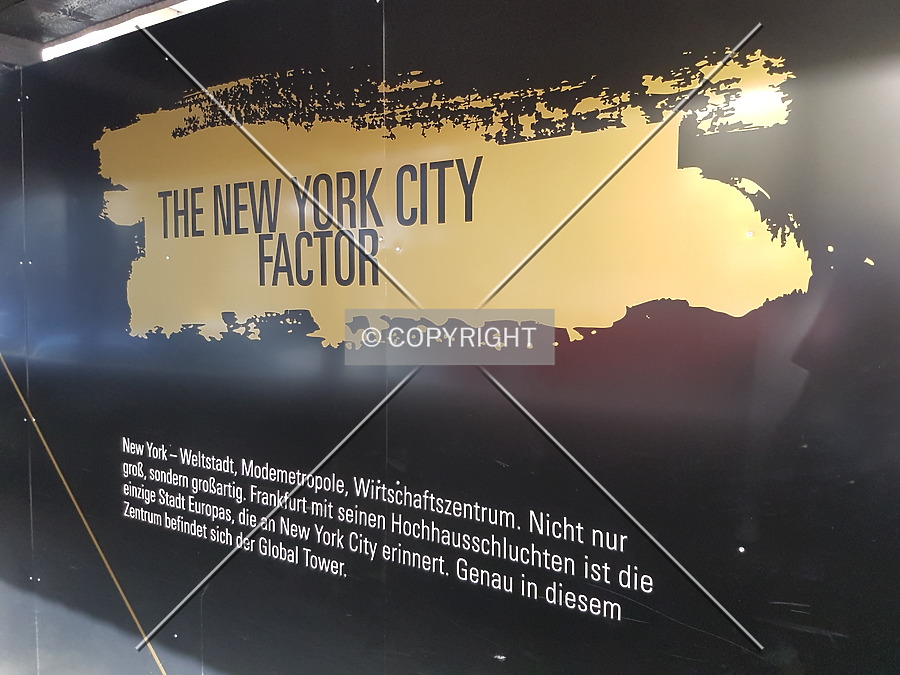 THE NEW YORK CITY
FACTOR
© COPYRIGHT
New York – Weltstadt, Modemetropole, Wirtschaftszentrum. Nicht nur
groß, sondern großartig. Frankfurt mit seinen Hochhausschluchten ist die
einzige Stadt Europas, die an New York City erinnert. Genau in diesem
Zentrum befindet sich der Global Tower.